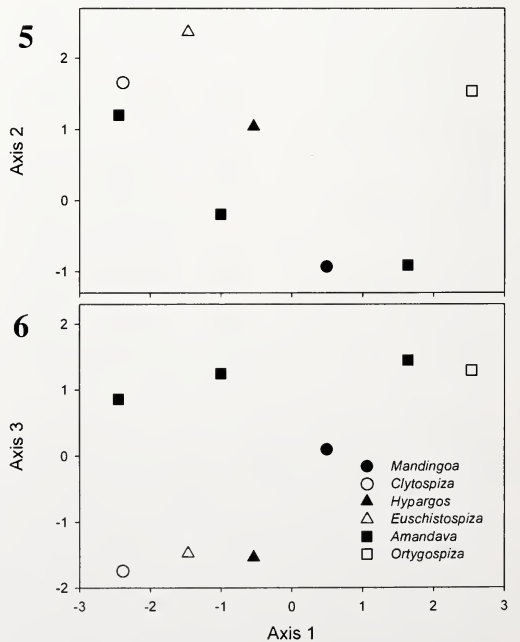 5
2
1
0
-1
Axis 2
6
2
1
0
-1
-2
Axis 3
Mandingoa
Clytospiza
Hypargos
Euschistospiza
Amandava
Ortygospiza
-3 -2 -1 0 1 2 3
Axis 1